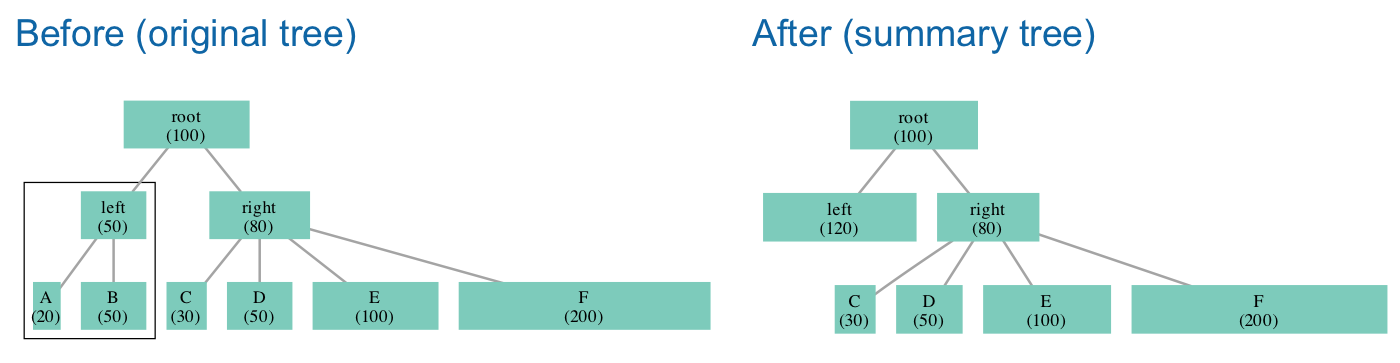 Before (original tree)
root
(100)
left
(50)
right
(80)
A
(20)
B
(50)
C
(30)
D
(50)
E
(100)
F
(200)
After (summary tree)
root
(100)
left
(120)
right
(80)
C
(30)
D
(50)
E
(100)
F
(200)